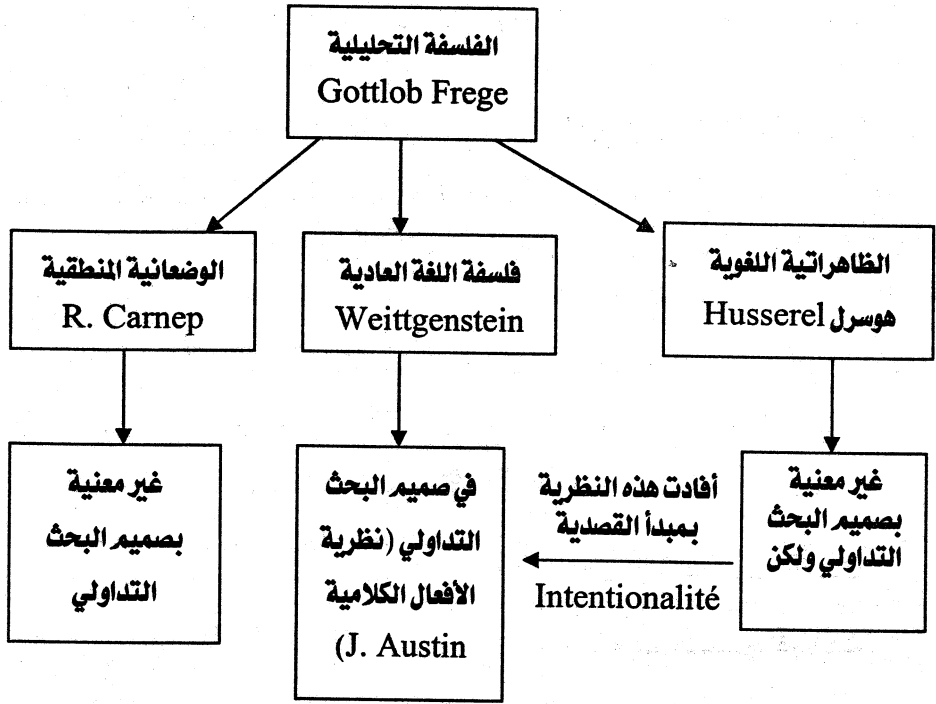 الفلسفة التحليلية
Gottlob Frege
الظاهراتية اللغوية
هوسرل Husserel
فلسفة اللغة العادية
Weittgenstein
الوضعانية المنطقية
R. Carnep
غير معنية
بصميم البحث
التداولي ولكن
أفادت هذه النظرية
بمبدأ القصدية
Intentionalité
في صميم البحث
التداولي (نظرية
الأفعال الكلامية
J. Austin)
غير معنية
بصميم البحث
التداولي